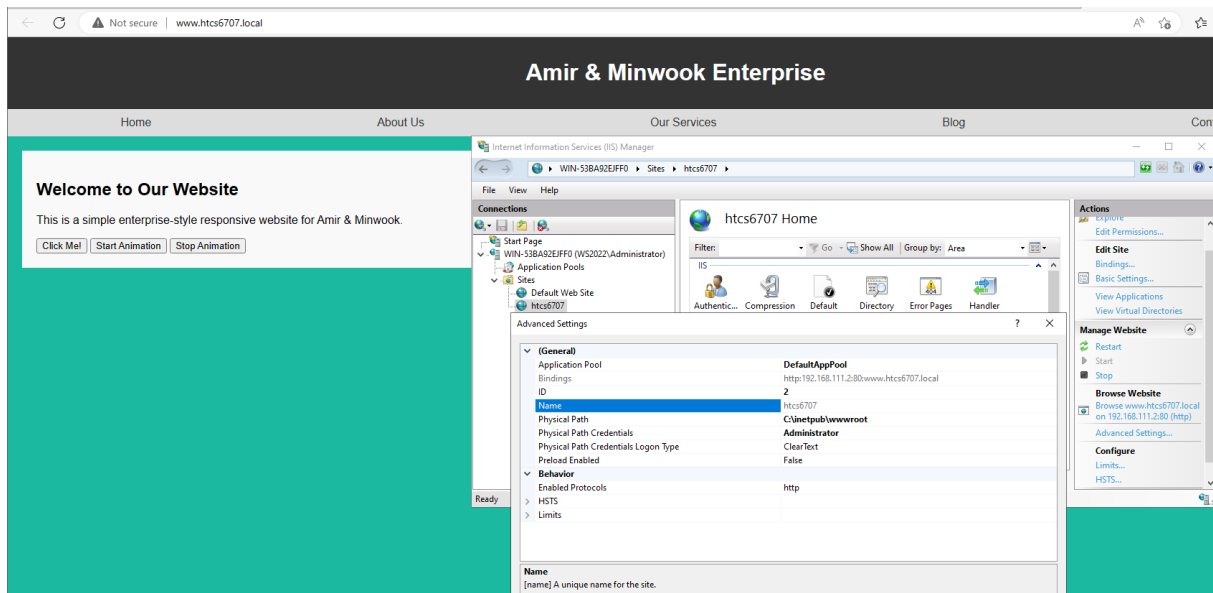 Not secure | www.htcs6707.local
Amir & Minwook Enterprise
Home About Us Our Services Blog
Welcome to Our Website
This is a simple enterprise-style responsive website for Amir & Minwook.
Click Me! Start Animation Stop Animation
Internet Information Services (IIS) Manager
WIN-53BA92EJFF0 Sites htcs6707
File View Help
Connections
Start Page
WIN-53BA92EJFF0 (WS2022\Administrator)
Application Pools
Sites
Default Web Site
htcs6707
htcs6707 Home
Filter: Go Show All Group by: Area
IIS
Authentic... Compression Default Directory Error Pages Handler
Actions
Explore
Edit Permissions...
Edit Site
Bindings...
Basic Settings...
View Applications
View Virtual Directories
Manage Website
Restart
Start
Stop
Browse Website
Browse www.htcs6707.local
on 192.168.111.2:80 (http)
Advanced Settings...
Configure
Limits...
HSTS...
Ready
Advanced Settings ?
(General)
Application Pool DefaultAppPool
Bindings http:192.168.111.2:80:www.htcs6707.local
ID 2
Name htcs6707
Physical Path C:\inetpub\wwwroot
Physical Path Credentials Administrator
Physical Path Credentials Logon Type ClearText
Preload Enabled False
Behavior
Enabled Protocols http
HSTS
Limits
Name
[name] A unique name for the site.